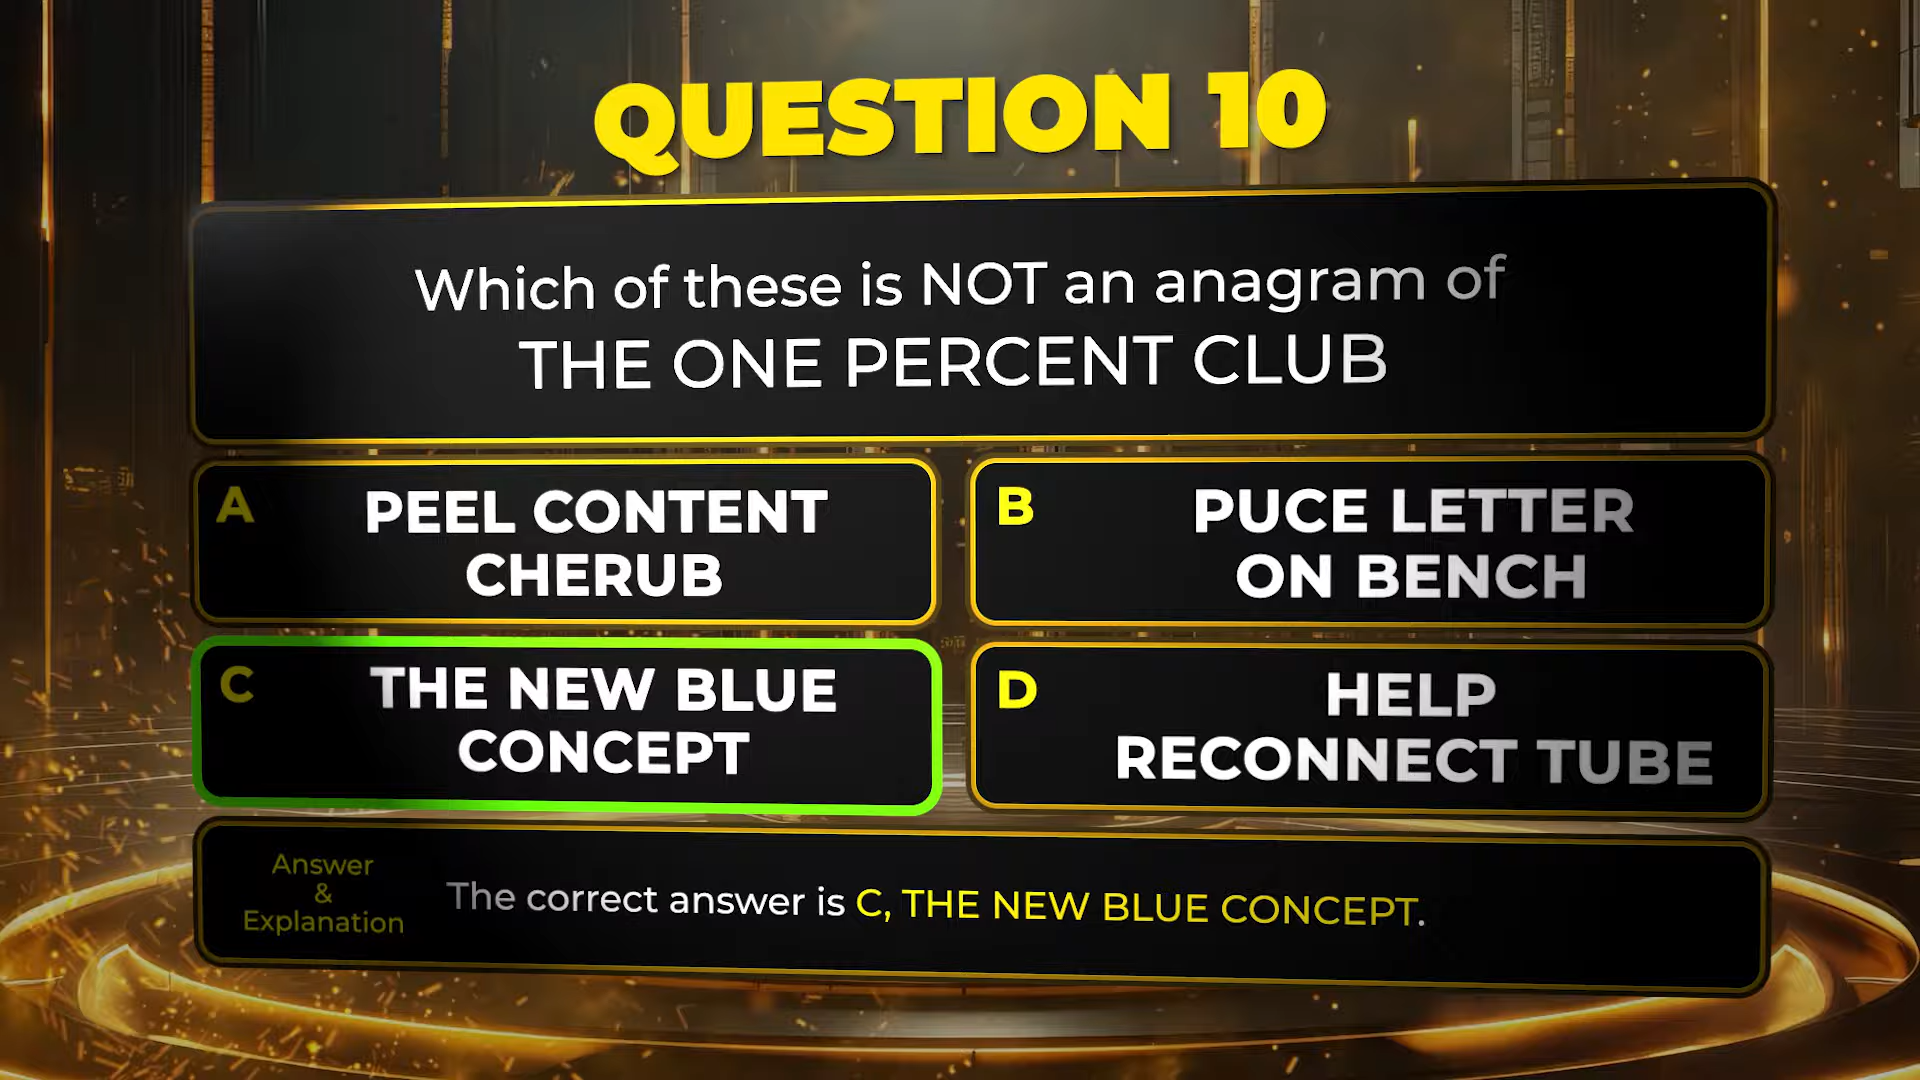 QUESTION 10
Which of these is NOT an anagram of
THE ONE PERCENT CLUB
A
PEEL CONTENT
CHERUB
B
PUCE LETTER
ON BENCH
C
THE NEW BLUE
CONCEPT
D
HELP
RECONNECT TUBE
Answer
&
Explanation
The correct answer is C, THE NEW BLUE CONCEPT.